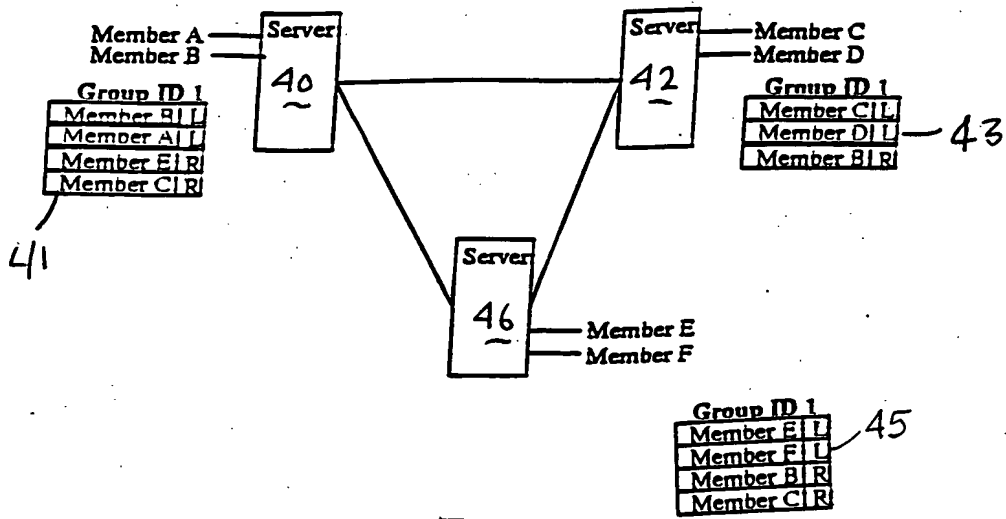 Member A
Member B
Server
40
Group ID 1
Member B L
Member A L
Member E R
Member C R
41
Server
42
Member C
Member D
Group ID 1
Member C L
Member D L
Member B R
43
Server
46
Member E
Member F
Group ID 1
Member E L
Member F L
Member B R
Member C R
45